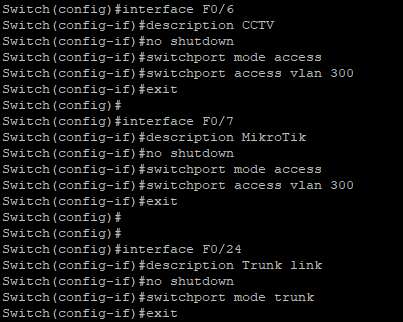 Switch(config)#interface F0/6
Switch(config-if)#description CCTV
Switch(config-if)#no shutdown
Switch(config-if)#switchport mode access
Switch(config-if)#switchport access vlan 300
Switch(config-if)#exit
Switch(config)#
Switch(config)#interface F0/7
Switch(config-if)#description MikroTik
Switch(config-if)#no shutdown
Switch(config-if)#switchport mode access
Switch(config-if)#switchport access vlan 300
Switch(config-if)#exit
Switch(config)#
Switch(config)#
Switch(config)#interface F0/24
Switch(config-if)#description Trunk link
Switch(config-if)#no shutdown
Switch(config-if)#switchport mode trunk
Switch(config-if)#exit